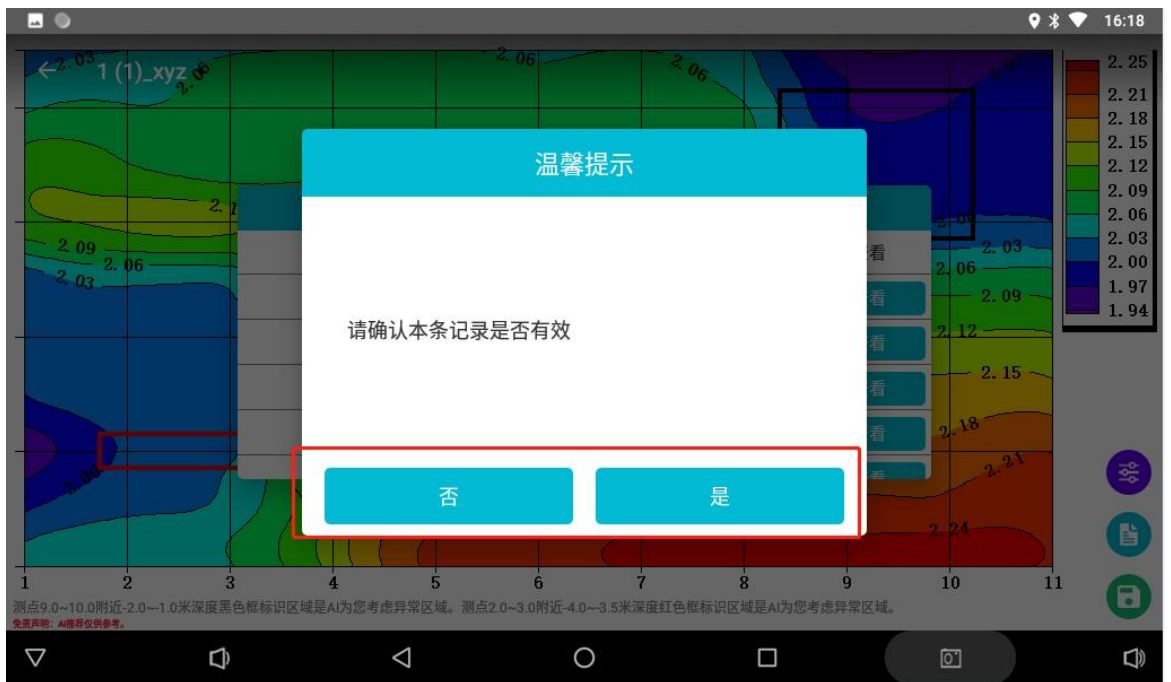 16:18
1 (1)_xyz
2.03
2.06
2.06
2.06
1.97
2.25
2.21
2.18
2.15
2.12
2.09
2.06
2.03
2.00
1.97
1.94
温馨提示
请确认本条记录是否有效
否
是
看
看
看
看
看
看
2.09
2.06
2.03
2.00
2.03
2.06
2.09
2.12
2.15
2.18
2.21
2.24
1 2 3 4 5 6 7 8 9 10 11
测点9.0~10.0附近-2.0~-1.0米深度黑色框标识区域是AI为您考虑异常区域。测点2.0~3.0附近-4.0~-3.5米深度红色框标识区域是AI为您考虑异常区域。
免责声明：AI推荐仅供参考。